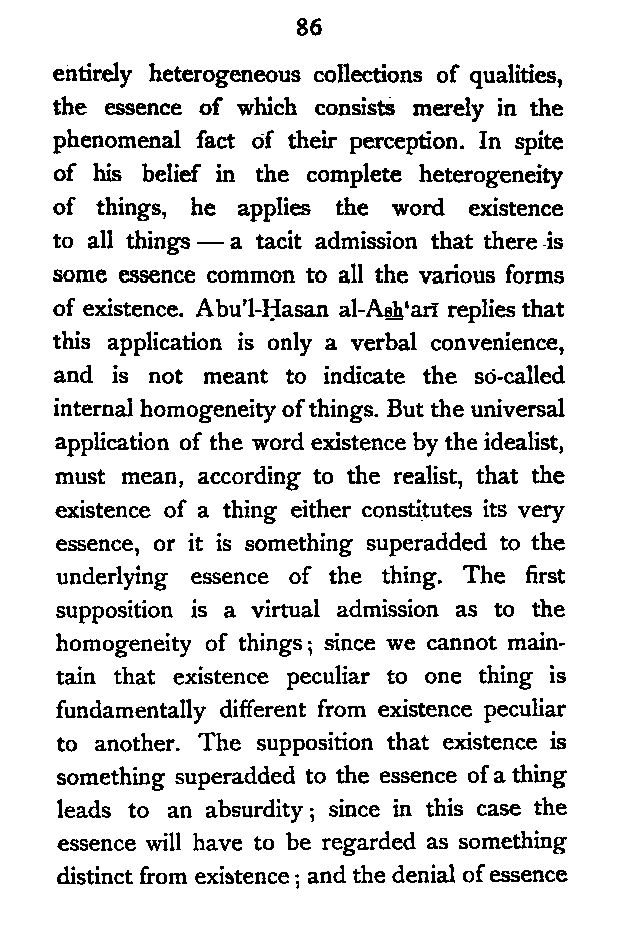 86
entirely heterogeneous collections of qualities,
the essence of which consists merely in the
phenomenal fact of their perception. In spite
of his belief in the complete heterogeneity
of things, he applies the word existence
to all things — a tacit admission that there is
some essence common to all the various forms
of existence. Abu'l-Ḥasan al-As̲h̲‘arī replies that
this application is only a verbal convenience,
and is not meant to indicate the so-called
internal homogeneity of things. But the universal
application of the word existence by the idealist,
must mean, according to the realist, that the
existence of a thing either constitutes its very
essence, or it is something superadded to the
underlying essence of the thing. The first
supposition is a virtual admission as to the
homogeneity of things; since we cannot main-
tain that existence peculiar to one thing is
fundamentally different from existence peculiar
to another. The supposition that existence is
something superadded to the essence of a thing
leads to an absurdity; since in this case the
essence will have to be regarded as something
distinct from existence; and the denial of essence